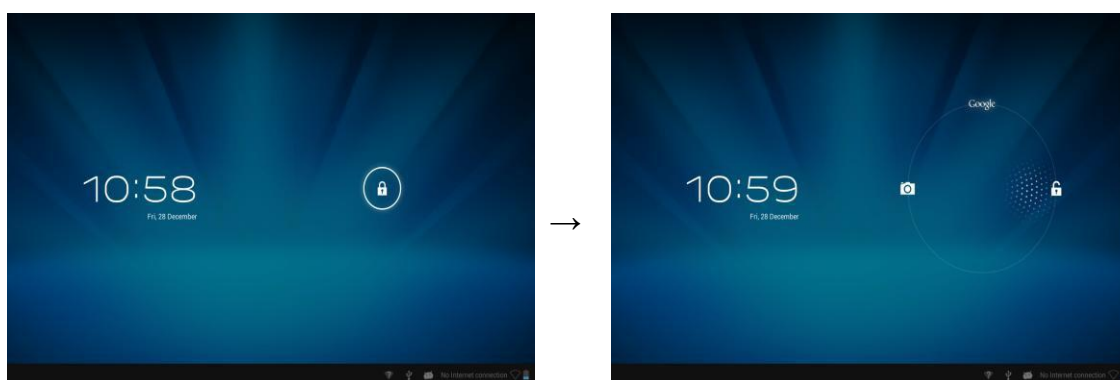 10:58
Fri, 28 December
No Internet connection
→
Google
10:59
Fri, 28 December
No Internet connection